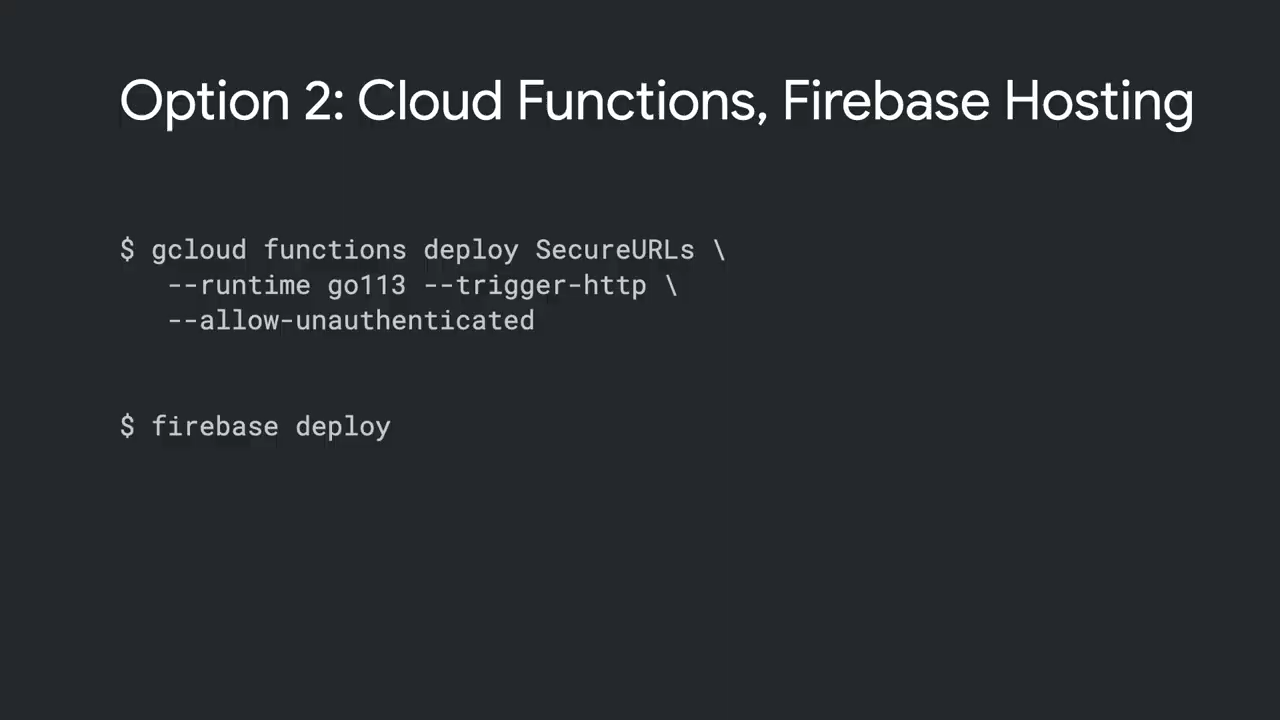 Option 2: Cloud Functions, Firebase Hosting
$ gcloud functions deploy SecureURLs \
--runtime go113 --trigger-http \
--allow-unauthenticated
$ firebase deploy